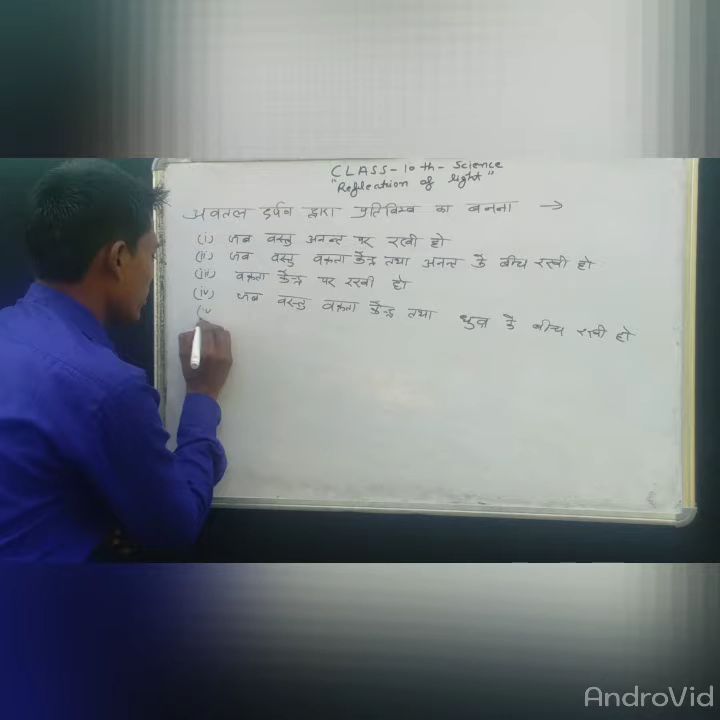 CLASS-10th-Science
"Reflection of light"
अवतल दर्पण द्वारा प्रतिबिम्ब का बनना →
(i) जब वस्तु अनन्त पर रखी हो
(ii) जब वस्तु वक्रता केंद्र तथा अनन्त के बीच रखी हो
(iii) वक्रता केंद्र पर रखी हो
(iv) जब वस्तु वक्रता केंद्र तथा ध्रुव के बीच रखी हो
(iv
AndroVid